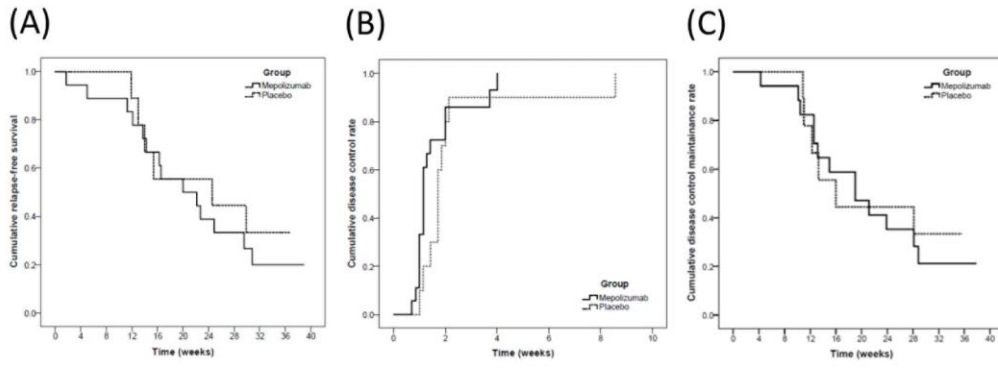 (A)
Cumulative relapse-free survival
1.0
0.8
0.6
0.4
0.2
0.0
Group
Mepolizumab
Placebo
0 4 8 12 16 20 24 28 32 36 40
Time (weeks)
(B)
Cumulative disease control rate
1.0
0.8
0.6
0.4
0.2
0.0
Group
Mepolizumab
Placebo
0 2 4 6 8 10
Time (weeks)
(C)
Cumulative disease control maintainance rate
1.0
0.8
0.6
0.4
0.2
0.0
Group
Mepolizumab
Placebo
0 4 8 12 16 20 24 28 32 36 40
Time (weeks)